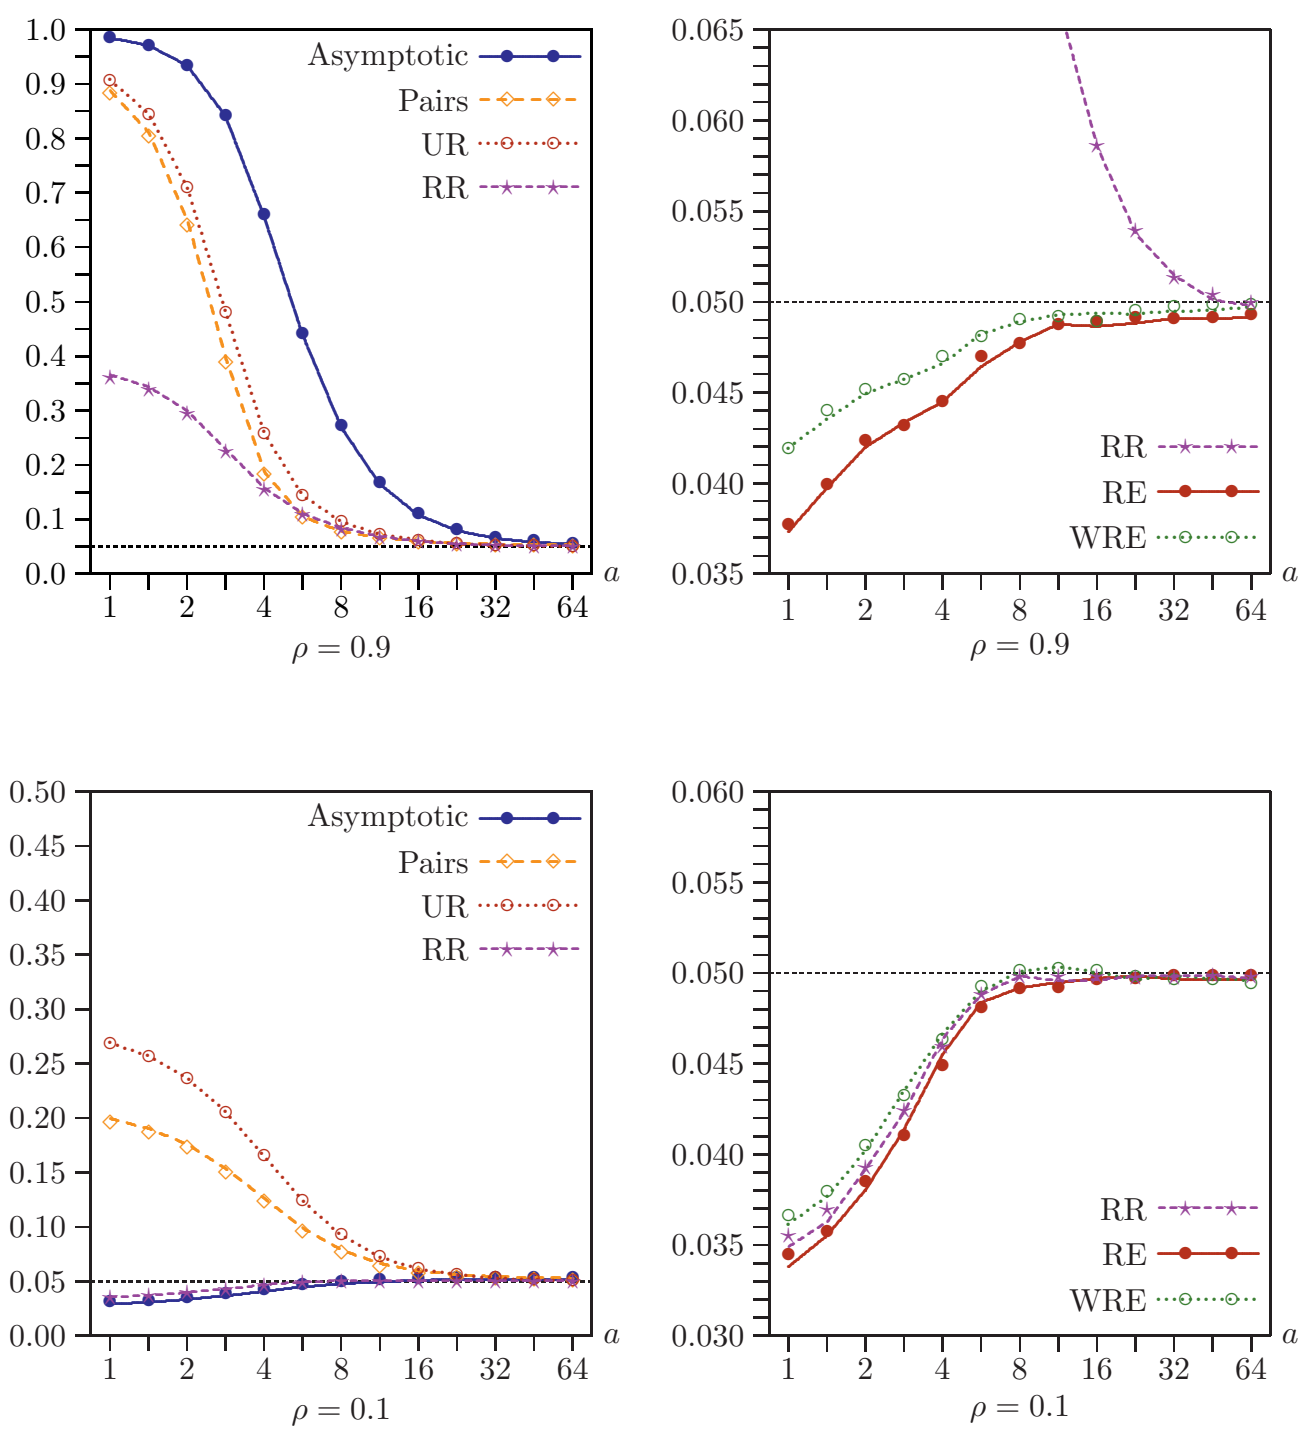 1.0
0.9
0.8
0.7
0.6
0.5
0.4
0.3
0.2
0.1
0.0
Asymptotic
Pairs
UR
RR
1 2 4 8 16 32 64
a
ρ = 0.9
0.065
0.060
0.055
0.050
0.045
0.040
0.035
RR
RE
WRE
1 2 4 8 16 32 64
a
ρ = 0.9
0.50
0.45
0.40
0.35
0.30
0.25
0.20
0.15
0.10
0.05
0.00
Asymptotic
Pairs
UR
RR
1 2 4 8 16 32 64
a
ρ = 0.1
0.060
0.055
0.050
0.045
0.040
0.035
0.030
RR
RE
WRE
1 2 4 8 16 32 64
a
ρ = 0.1